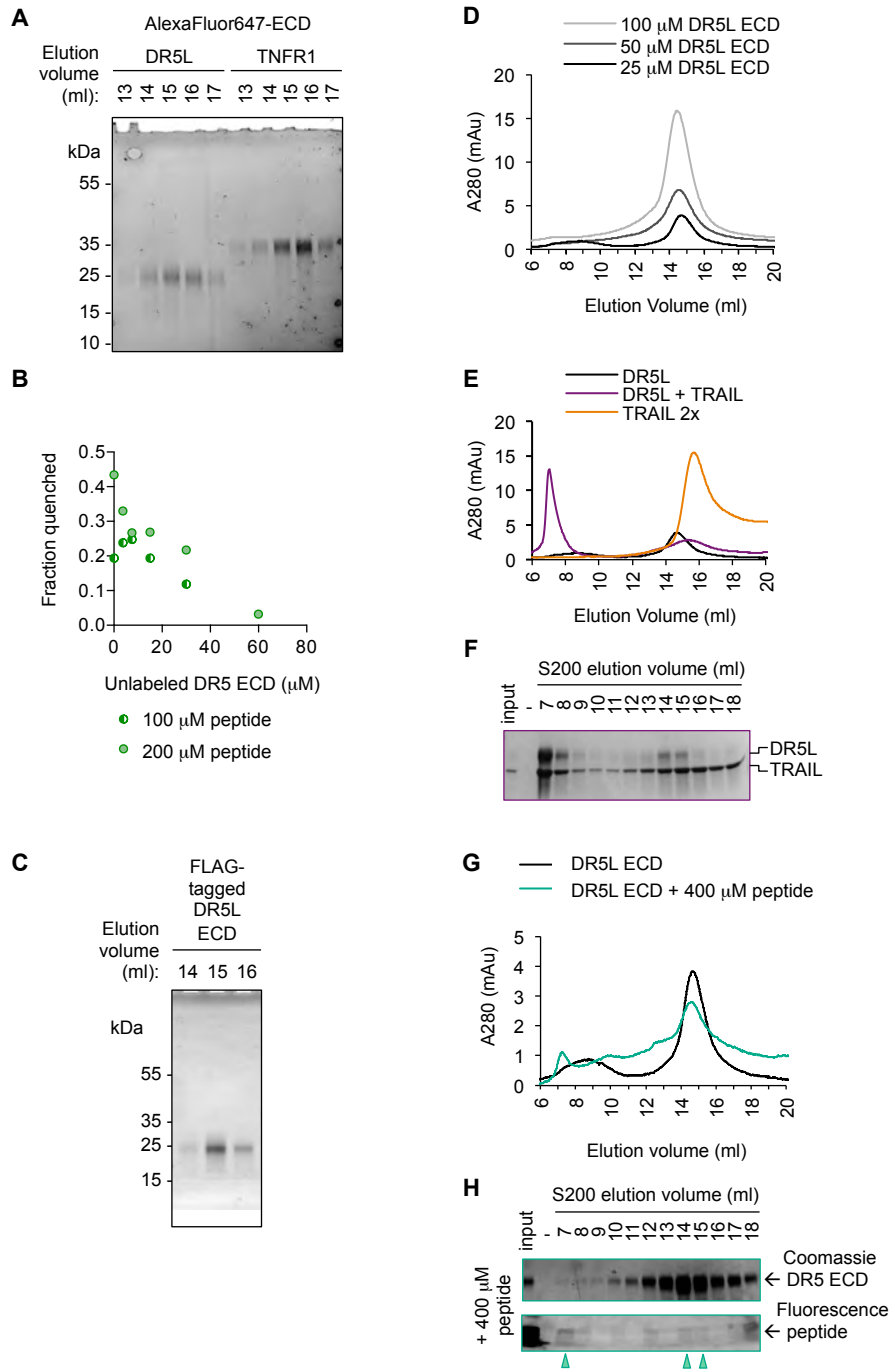 A
AlexaFluor647-ECD
Elution volume (ml):
DR5L
TNFR1
13 14 15 16 17 13 14 15 16 17
kDa
55 -
35 -
25 -
15 -
10 -
B
Fraction quenched
0.5
0.4
0.3
0.2
0.1
0.0
0 20 40 60 80
Unlabeled DR5 ECD (μM)
100 μM peptide
200 μM peptide
C
FLAG-
tagged
DR5L
ECD
Elution
volume
(ml):
14 15 16
kDa
55 -
35 -
25 -
15 -
D
100 μM DR5L ECD
50 μM DR5L ECD
25 μM DR5L ECD
A280 (mAu)
20
15
10
5
0
6 8 10 12 14 16 18 20
Elution Volume (ml)
E
DR5L
DR5L + TRAIL
TRAIL 2x
A280 (mAu)
20
15
10
5
0
6 8 10 12 14 16 18 20
Elution Volume (ml)
F
S200 elution volume (ml)
input - 7 8 9 10 11 12 13 14 15 16 17 18
DR5L
TRAIL
G
DR5L ECD
DR5L ECD + 400 μM peptide
A280 (mAu)
5
4
3
2
1
0
6 8 10 12 14 16 18 20
Elution volume (ml)
H
S200 elution volume (ml)
input - 7 8 9 10 11 12 13 14 15 16 17 18
+ 400 μM
peptide
Coomassie
← DR5 ECD
Fluorescence
← peptide